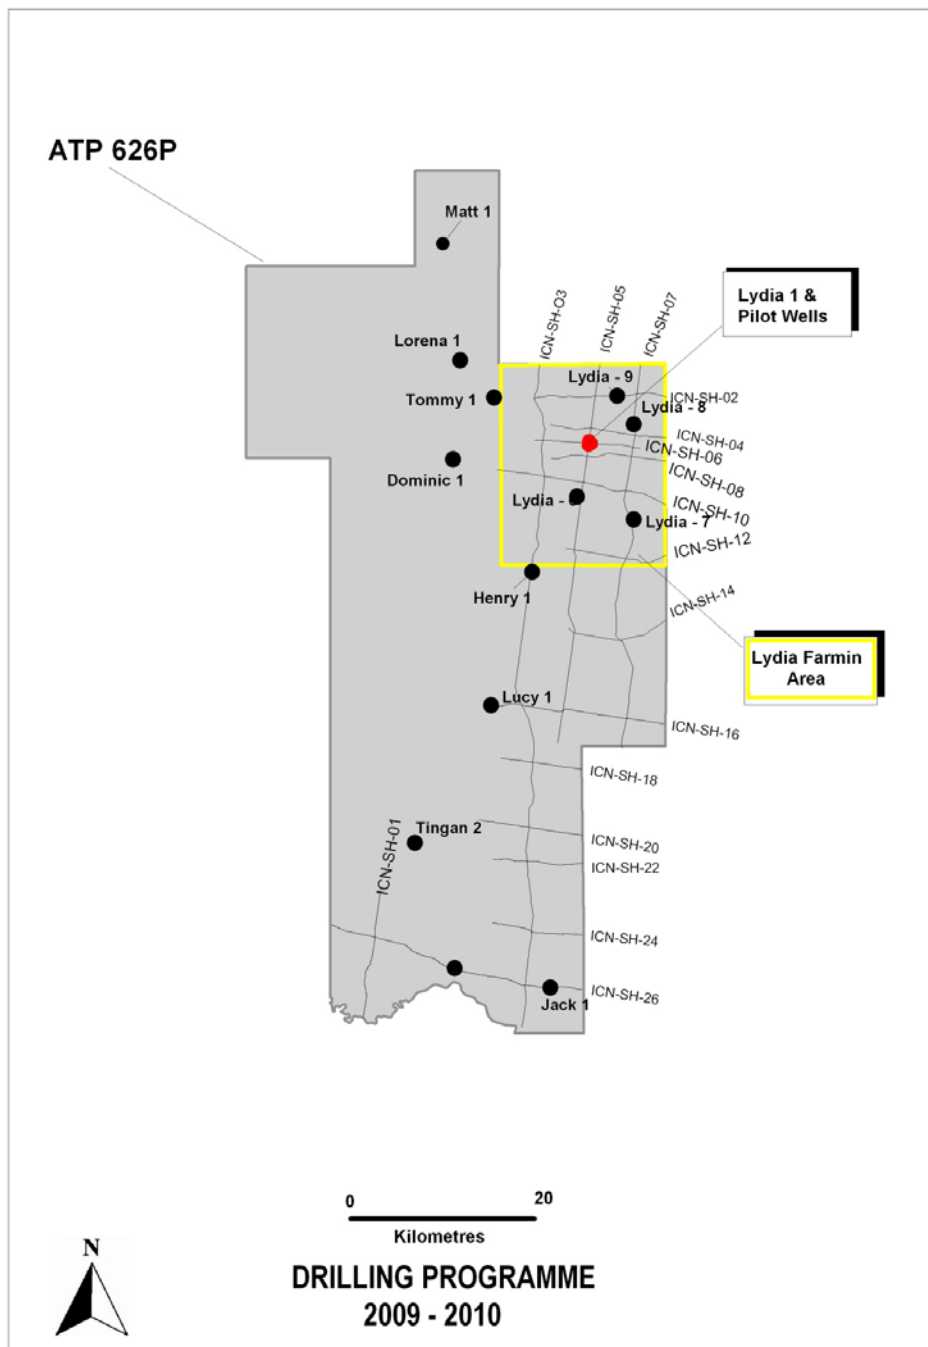 ATP 626P
Matt 1
Lydia 1 &
Pilot Wells
ICN-SH-O3
ICN-SH-05
ICN-SH-07
Lorena 1
Lydia - 9
Tommy 1
ICN-SH-02
Lydia - 8
ICN-SH-04
ICN-SH-06
Dominic 1
ICN-SH-08
Lydia -
ICN-SH-10
Lydia - 7
ICN-SH-12
Henry 1
ICN-SH-14
Lydia Farmin
Area
Lucy 1
ICN-SH-16
ICN-SH-18
Tingan 2
ICN-SH-01
ICN-SH-20
ICN-SH-22
ICN-SH-24
ICN-SH-26
Jack 1
0
20
Kilometres
N
DRILLING PROGRAMME
2009 - 2010